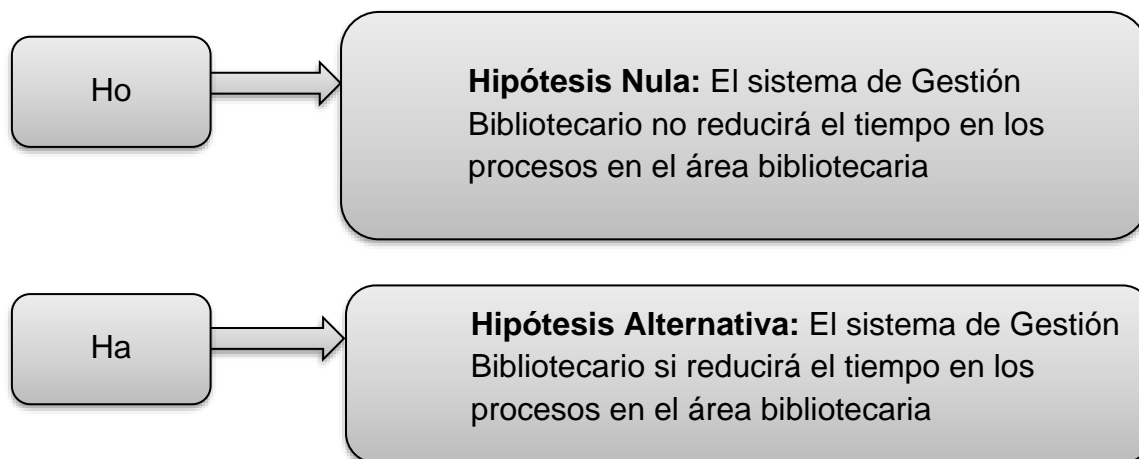 Ho
Hipótesis Nula: El sistema de Gestión
Bibliotecario no reducirá el tiempo en los
procesos en el área bibliotecaria
Ha
Hipótesis Alternativa: El sistema de Gestión
Bibliotecario si reducirá el tiempo en los
procesos en el área bibliotecaria